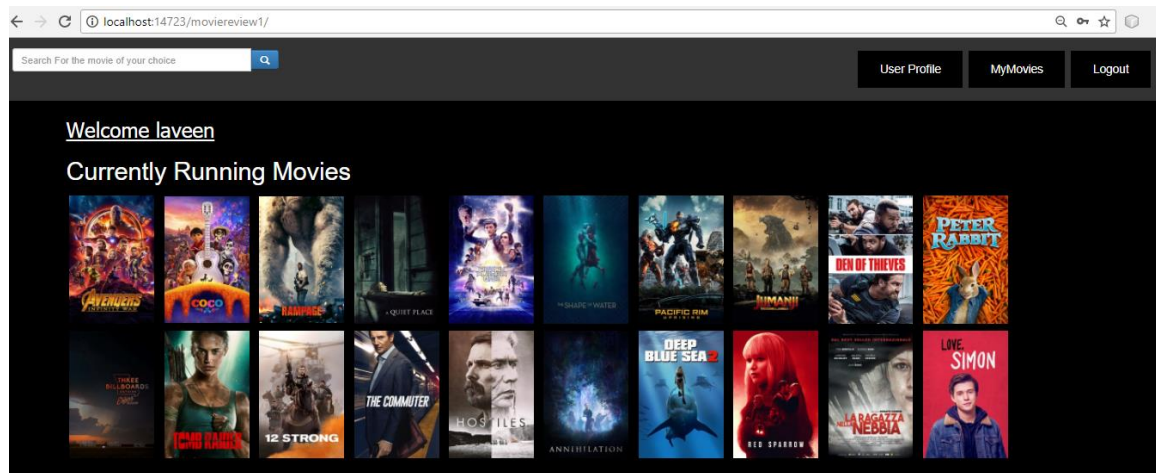 localhost:14723/moviereview1/
Search For the movie of your choice
User Profile
MyMovies
Logout
Welcome laveen
Currently Running Movies
AVENGERS
INFINITY WAR
COCO
RAMPAGE
A QUIET PLACE
THE SHAPE OF WATER
PACIFIC RIM
UPRISING
JUMANJI
DEN OF THIEVES
PETER
RABBIT
THREE
BILLBOARDS
TOMB RAIDER
12 STRONG
THE COMMUTER
HOSTILES
ANNIHILATION
DEEP
BLUE SEA 2
RED SPARROW
LA RAGAZZA
NELLA NEBBIA
LOVE,
SIMON